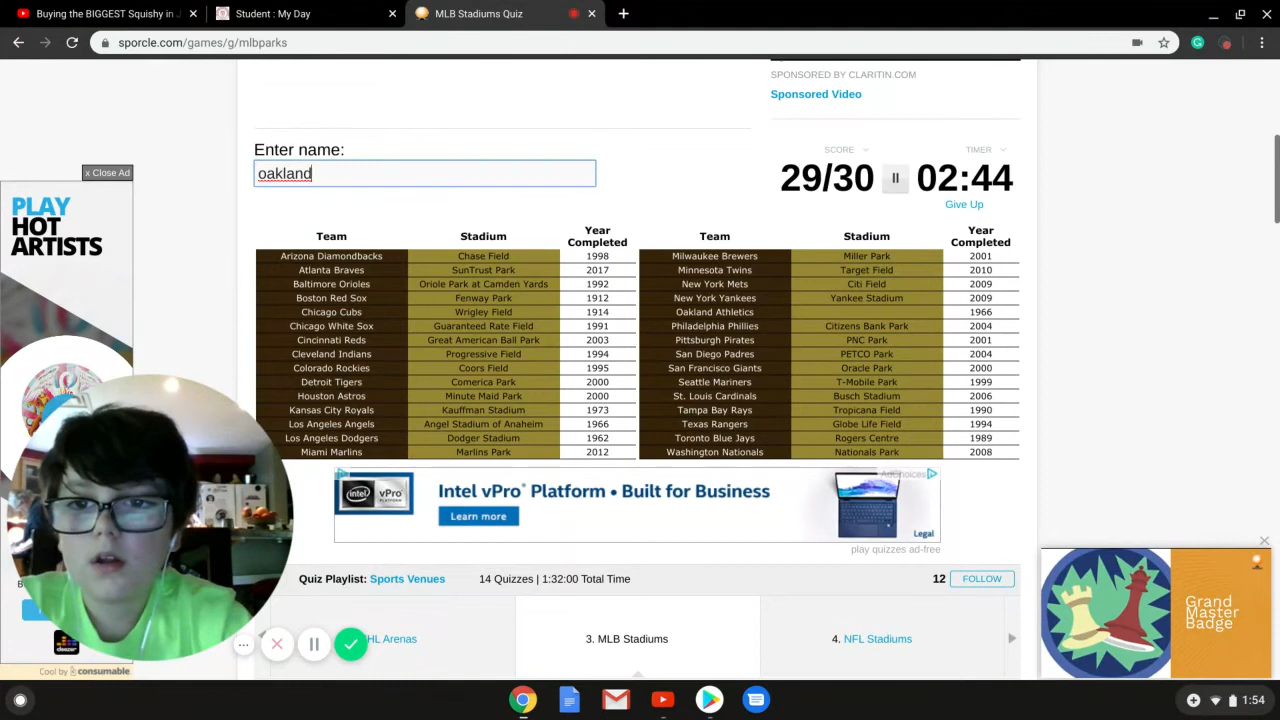 Buying the BIGGEST Squishy in
Student : My Dand
MLB Stadiums Quiz
sporcle.com/games/g/mlbparks
SPONSORED BY CLARITIN.COM
Sponsored Video
x Close Ad
PLAY
HOT
ARTISTS
Enter name:
oakland
SCORE
TIMER
29/30
02:44
Give Up
Team Stadium Year Completed Team Stadium Year Completed
Arizona Diamondbacks Chase Field 1998 Milwaukee Brewers Miller Park 2001
Atlanta Braves SunTrust Park 2017 Minnesota Twins Target Field 2010
Baltimore Orioles Oriole Park at Camden Yards 1992 New York Mets Citi Field 2009
Boston Red Sox Fenway Park 1912 New York Yankees Yankee Stadium 2009
Chicago Cubs Wrigley Field 1914 Oakland Athletics 1966
Chicago White Sox Guaranteed Rate Field 1991 Philadelphia Phillies Citizens Bank Park 2004
Cincinnati Reds Great American Ball Park 2003 Pittsburgh Pirates PNC Park 2001
Cleveland Indians Progressive Field 1994 San Diego Padres PETCO Park 2004
Colorado Rockies Coors Field 1995 San Francisco Giants Oracle Park 2000
Detroit Tigers Comerica Park 2000 Seattle Mariners T-Mobile Park 1999
Houston Astros Minute Maid Park 2000 St. Louis Cardinals Busch Stadium 2006
Kansas City Royals Kauffman Stadium 1973 Tampa Bay Rays Tropicana Field 1990
Los Angeles Angels Angel Stadium of Anaheim 1966 Texas Rangers Globe Life Field 1994
Los Angeles Dodgers Dodger Stadium 1962 Toronto Blue Jays Rogers Centre 1989
Miami Marlins Marlins Park 2012 Washington Nationals Nationals Park 2008
intel vPro
Intel vPro® Platform • Built for Business
Learn more
AdChoices
Legal
play quizzes ad-free
Quiz Playlist: Sports Venues 14 Quizzes | 1:32:00 Total Time
12 FOLLOW
HL Arenas
3. MLB Stadiums
4. NFL Stadiums
Grand
Master
Badge
deezer
Cool by consumable
1:54